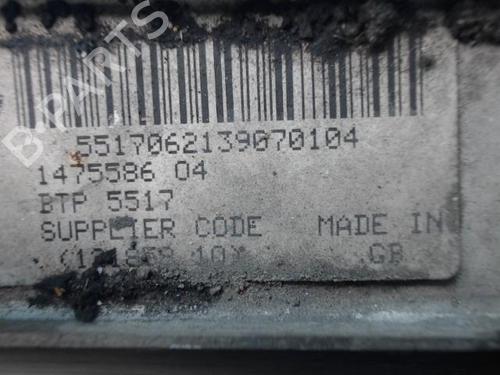 B-PARTS
5517062139070104
1475586 04
BTP 5517
SUPPLIER CODE MADE IN
GB